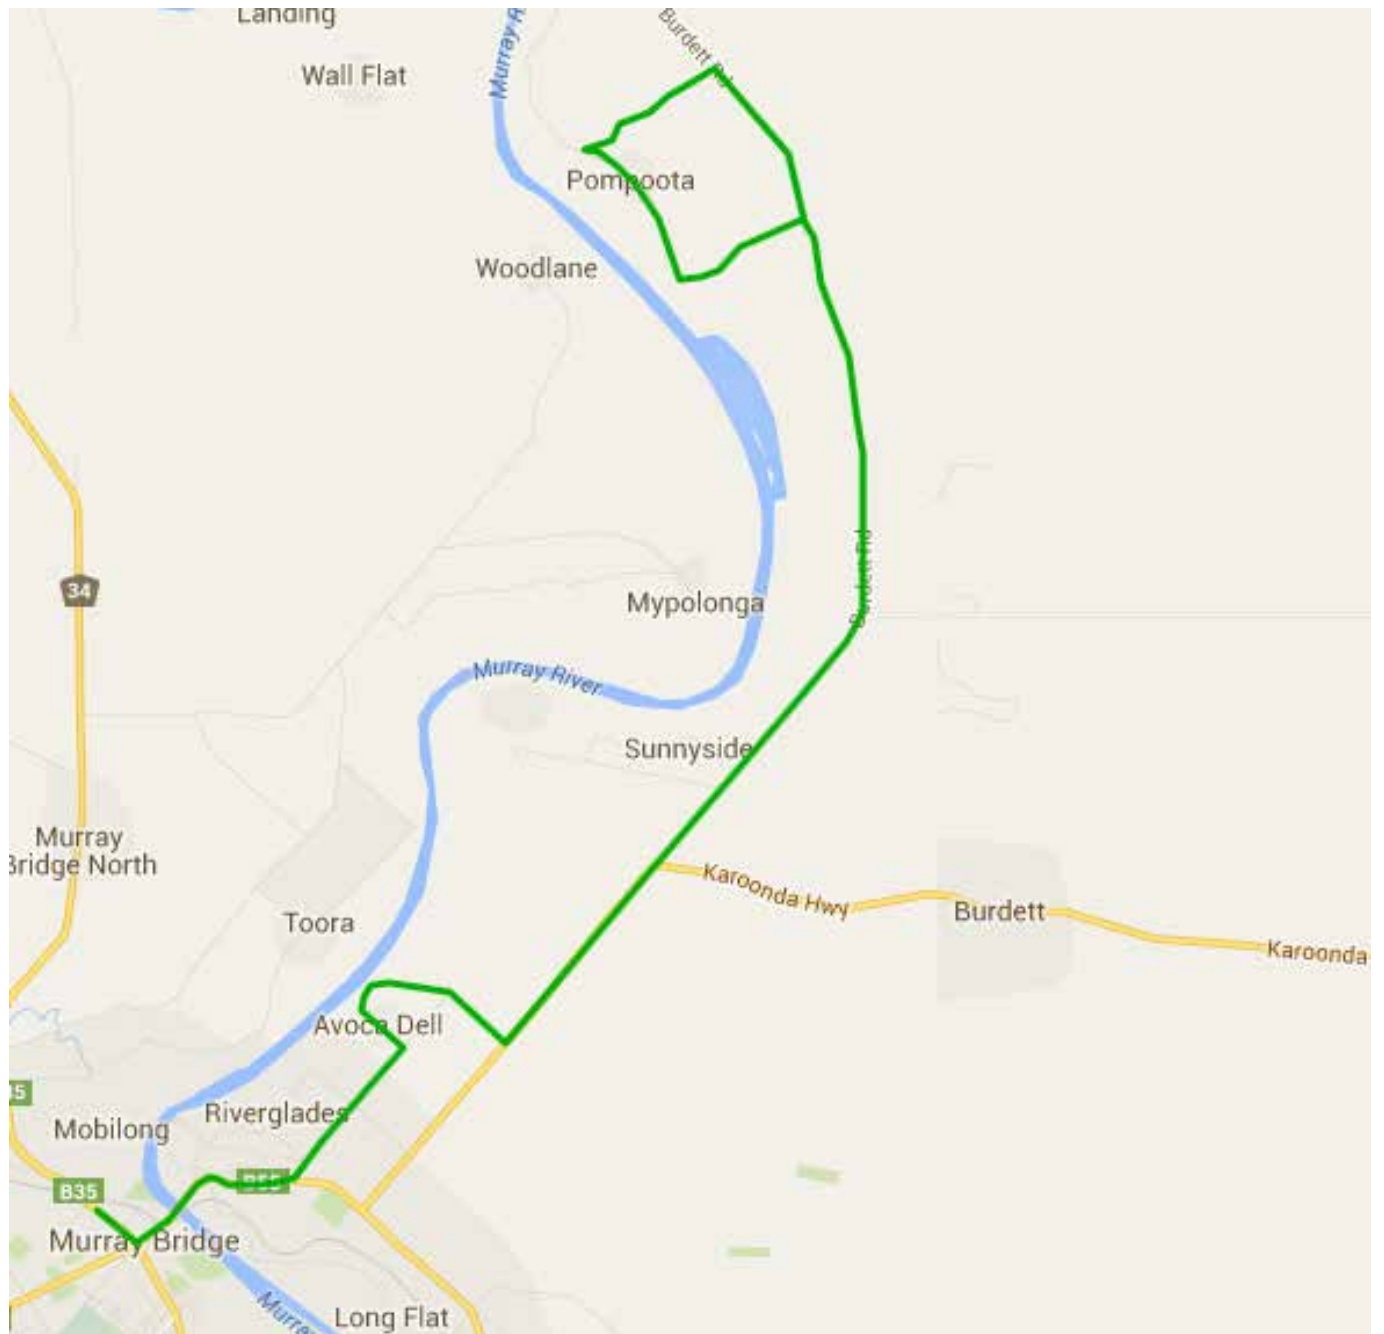 Landing
Burdett Rd
Murray R
Wall Flat
Pompoota
Woodlane
34
Burdett Rd
Mypolonga
Murray River
Sunnyside
Murray
Bridge North
Karoonda Hwy
Burdett
Toora
Karoonda
Avoca Dell
Riverglades
Mobilong
B35
Murray Bridge
Long Flat